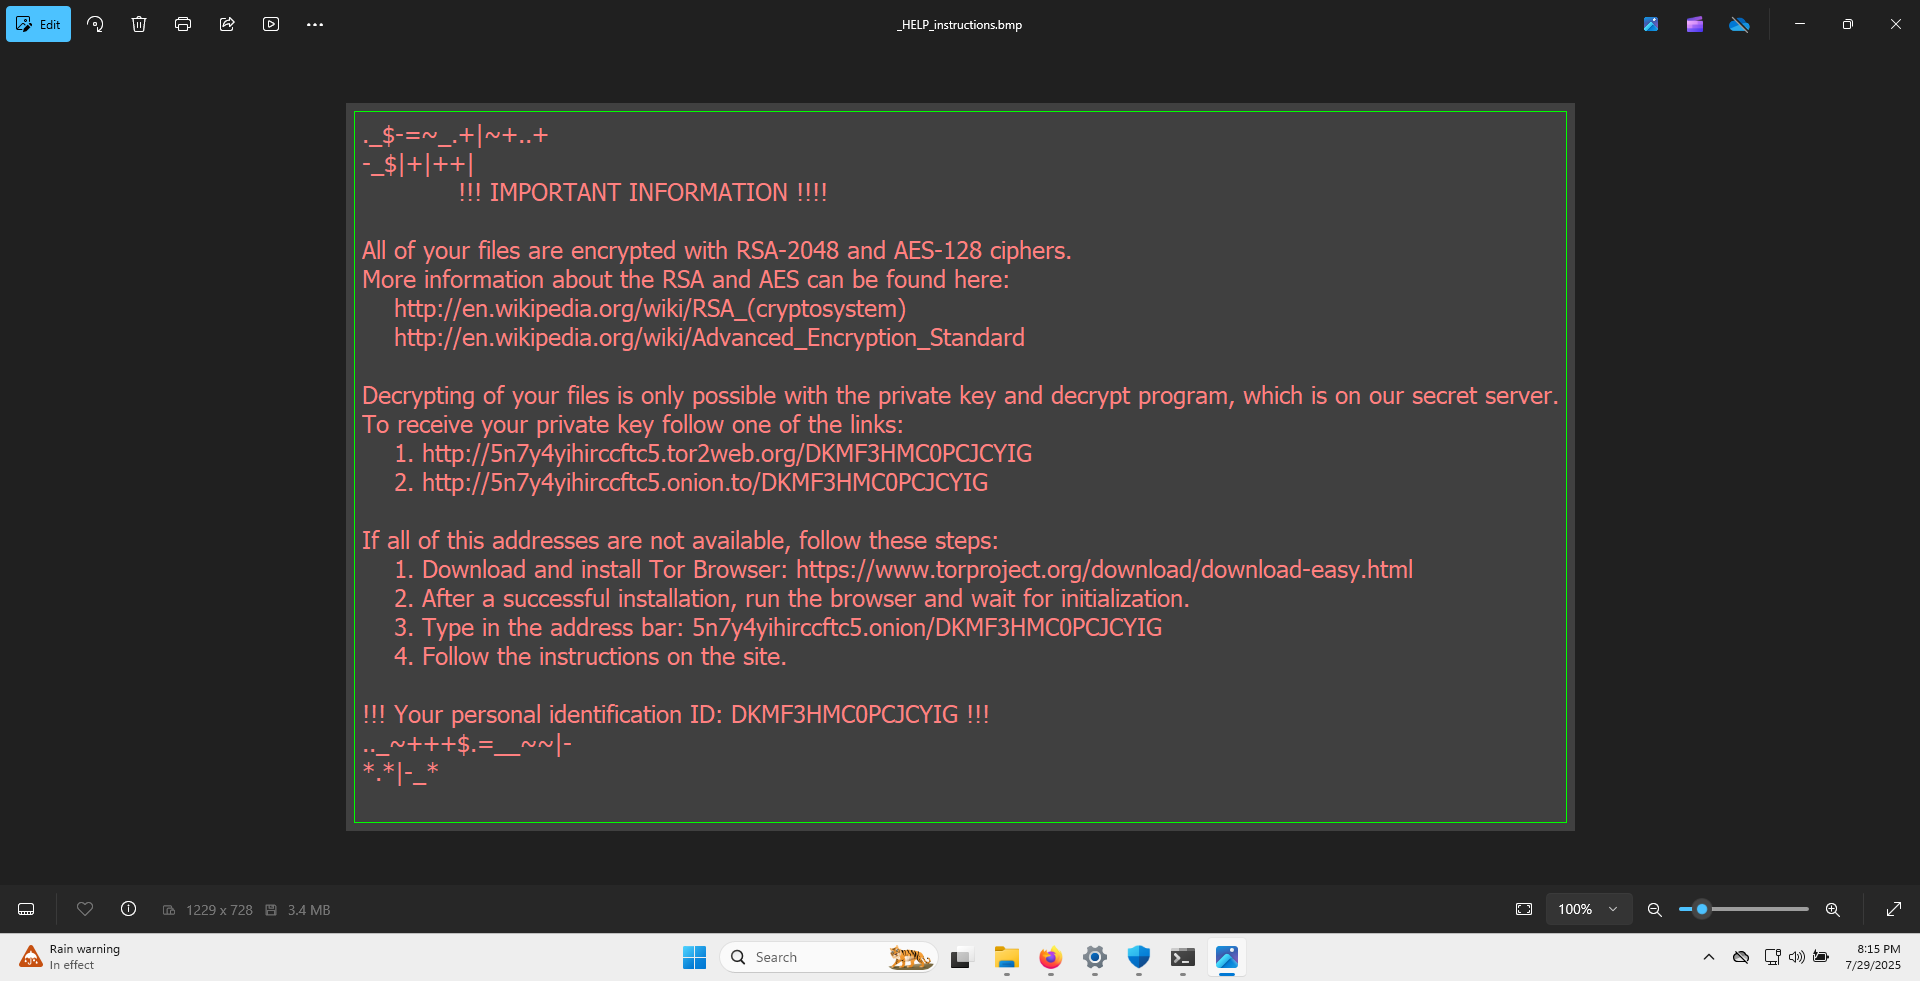 Edit
_HELP_instructions.bmp
._$-=~_.+|~+..+
-_$|+|++|
!!! IMPORTANT INFORMATION !!!!
All of your files are encrypted with RSA-2048 and AES-128 ciphers.
More information about the RSA and AES can be found here:
http://en.wikipedia.org/wiki/RSA_(cryptosystem)
http://en.wikipedia.org/wiki/Advanced_Encryption_Standard
Decrypting of your files is only possible with the private key and decrypt program, which is on our secret server.
To receive your private key follow one of the links:
1. http://5n7y4yihirccftc5.tor2web.org/DKMF3HMC0PCJCYIG
2. http://5n7y4yihirccftc5.onion.to/DKMF3HMC0PCJCYIG
If all of this addresses are not available, follow these steps:
1. Download and install Tor Browser: https://www.torproject.org/download/download-easy.html
2. After a successful installation, run the browser and wait for initialization.
3. Type in the address bar: 5n7y4yihirccftc5.onion/DKMF3HMC0PCJCYIG
4. Follow the instructions on the site.
!!! Your personal identification ID: DKMF3HMC0PCJCYIG !!!
.._~+++$.=__~~|-
*.*|-_*
1229 x 728 3.4 MB
100%
Rain warning
In effect
Search
8:15 PM
7/29/2025